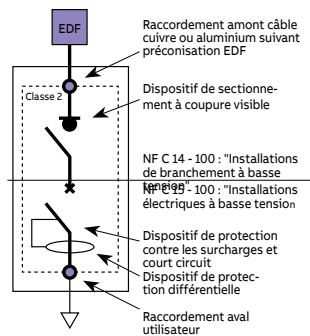 EDF
Raccordement amont câble
cuivre ou aluminium suivant
préconisation EDF
Classe 2
Dispositif de sectionne-
ment à coupure visible
NF C 14 - 100 : "Installations
de branchement à basse
tension"
NF C 15 - 100 : "Installations
électriques à basse tension
Dispositif de protection
contre les surcharges et
court circuit
Dispositif de protec-
tion différentielle
Raccordement aval
utilisateur